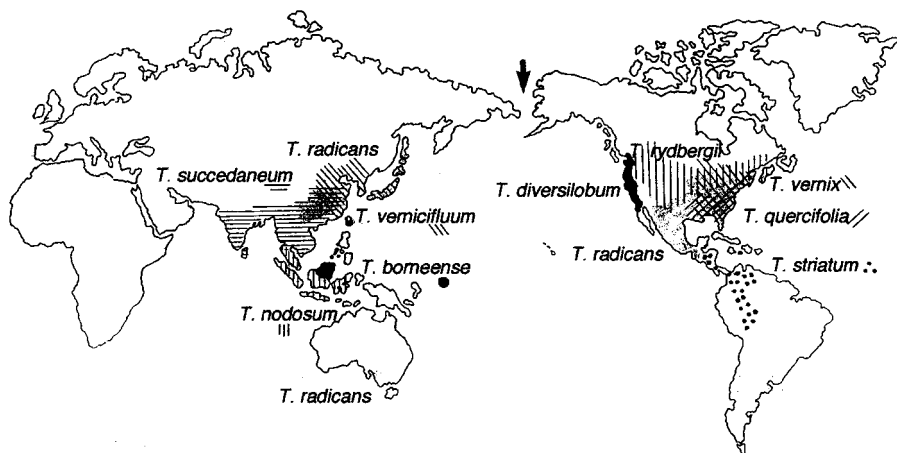 T. radicans
T. succedaneum
T. vernicifluum
T. borneense
T. nodosum
T. radicans
T. rydbergii
T. diversilobum
T. vernix
T. quercifolia
T. radicans
T. striatum